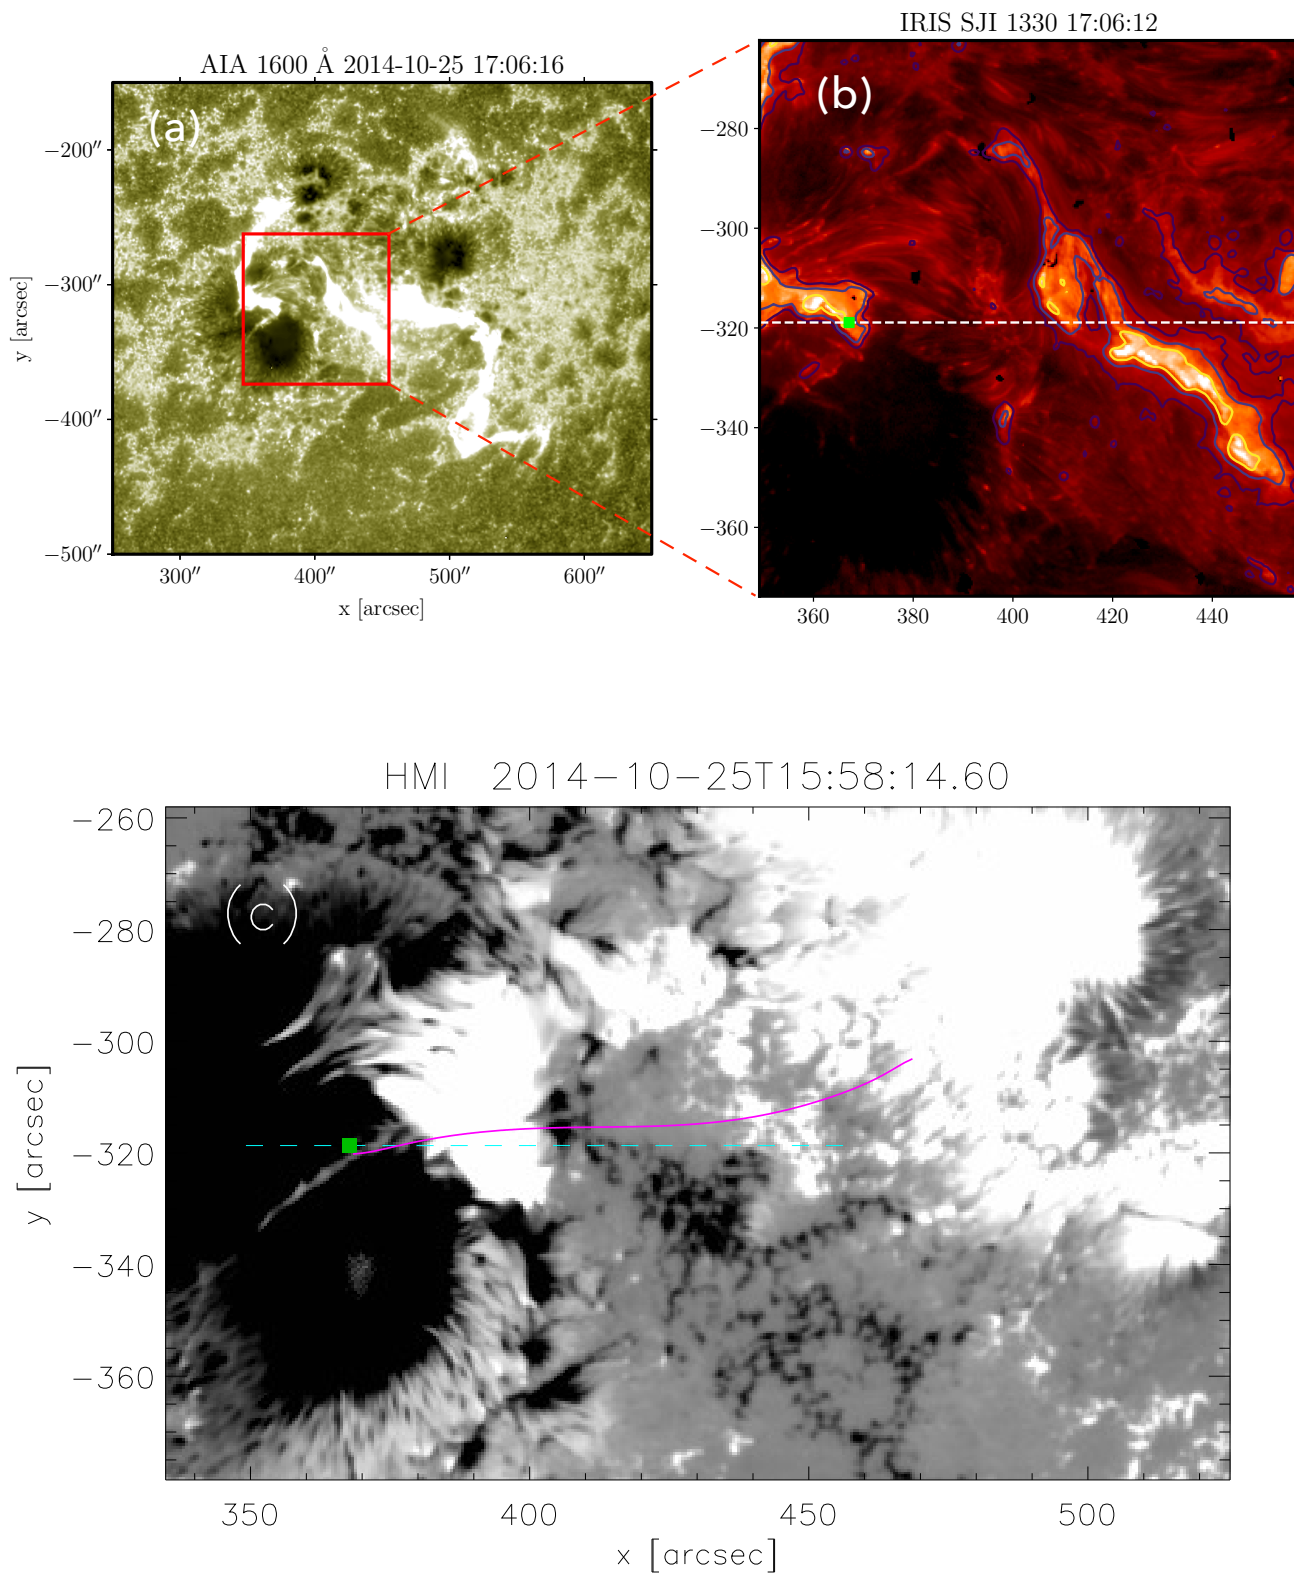 AIA 1600 Å 2014-10-25 17:06:16
(a)
−200″
−300″
−400″
−500″
y [arcsec]
300″ 400″ 500″ 600″
x [arcsec]
IRIS SJI 1330 17:06:12
(b)
−280
−300
−320
−340
−360
360 380 400 420 440
HMI 2014−10−25T15:58:14.60
(c)
−260
−280
−300
−320
−340
−360
y [arcsec]
350 400 450 500
x [arcsec]